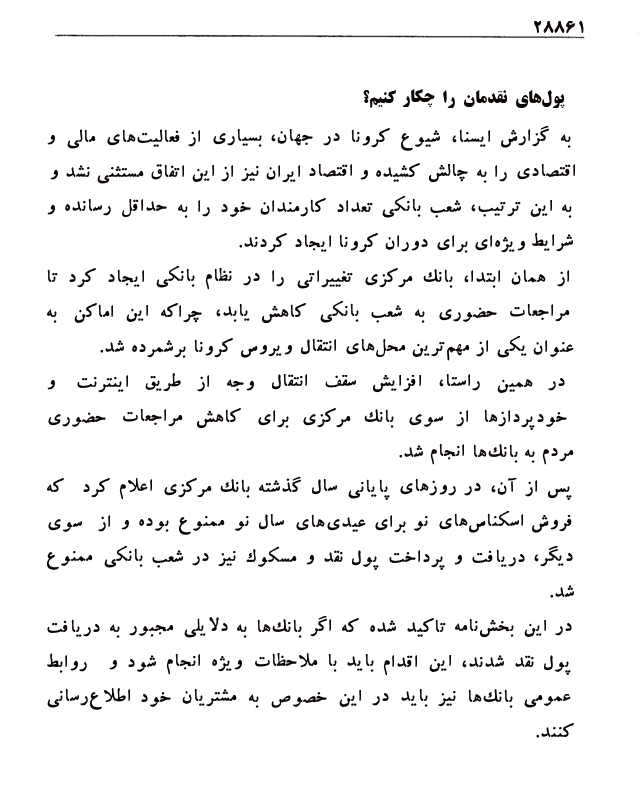 ۲۸۸۶۱
پول‌های نقدمان را چکار کنیم؟
به گزارش ایسنا، شیوع کرونا در جهان، بسیاری از فعالیت‌های مالی و
اقتصادی را به چالش کشیده و اقتصاد ایران نیز از این اتفاق مستثنی نشد و
به این ترتیب، شعب بانکی تعداد کارمندان خود را به حداقل رسانده و
شرایط ویژه‌ای برای دوران کرونا ایجاد کردند.
از همان ابتدا، بانك مرکزی تغییراتی را در نظام بانکی ایجاد کرد تا
مراجعات حضوری به شعب بانکی کاهش یابد، چراکه این اماکن به
عنوان یکی از مهم‌ترین محل‌های انتقال ویروس کرونا برشمرده شد.
در همین راستا، افزایش سقف انتقال وجه از طریق اینترنت و
خودپردازها از سوی بانك مرکزی برای کاهش مراجعات حضوری
مردم به بانك‌ها انجام شد.
پس از آن، در روزهای پایانی سال گذشته بانك مرکزی اعلام کرد که
فروش اسکناس‌های نو برای عیدی‌های سال نو ممنوع بوده و از سوی
دیگر، دریافت و پرداخت پول نقد و مسکوك نیز در شعب بانکی ممنوع
شد.
در این بخش‌نامه تاکید شده که اگر بانك‌ها به دلایلی مجبور به دریافت
پول نقد شدند، این اقدام باید با ملاحظات ویژه انجام شود و روابط
عمومی بانك‌ها نیز باید در این خصوص به مشتریان خود اطلاع‌رسانی
کنند.